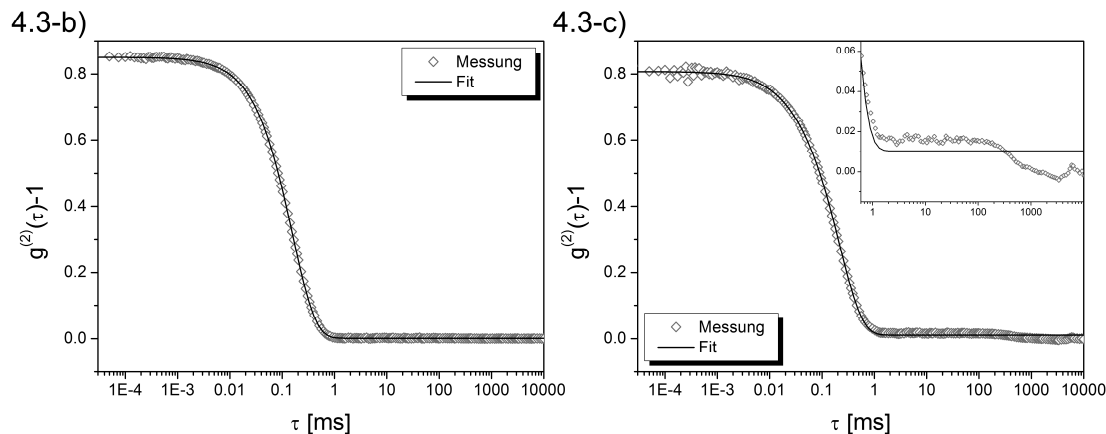 4.3-b)
0.8
0.6
0.4
0.2
0.0
g(2)(τ)-1
Messung
Fit
1E-4 1E-3 0.01 0.1 1 10 100 1000 10000
τ [ms]
4.3-c)
0.8
0.6
0.4
0.2
0.0
g(2)(τ)-1
0.06
0.04
0.02
0.00
1 10 100 1000
Messung
Fit
1E-4 1E-3 0.01 0.1 1 10 100 1000 10000
τ [ms]